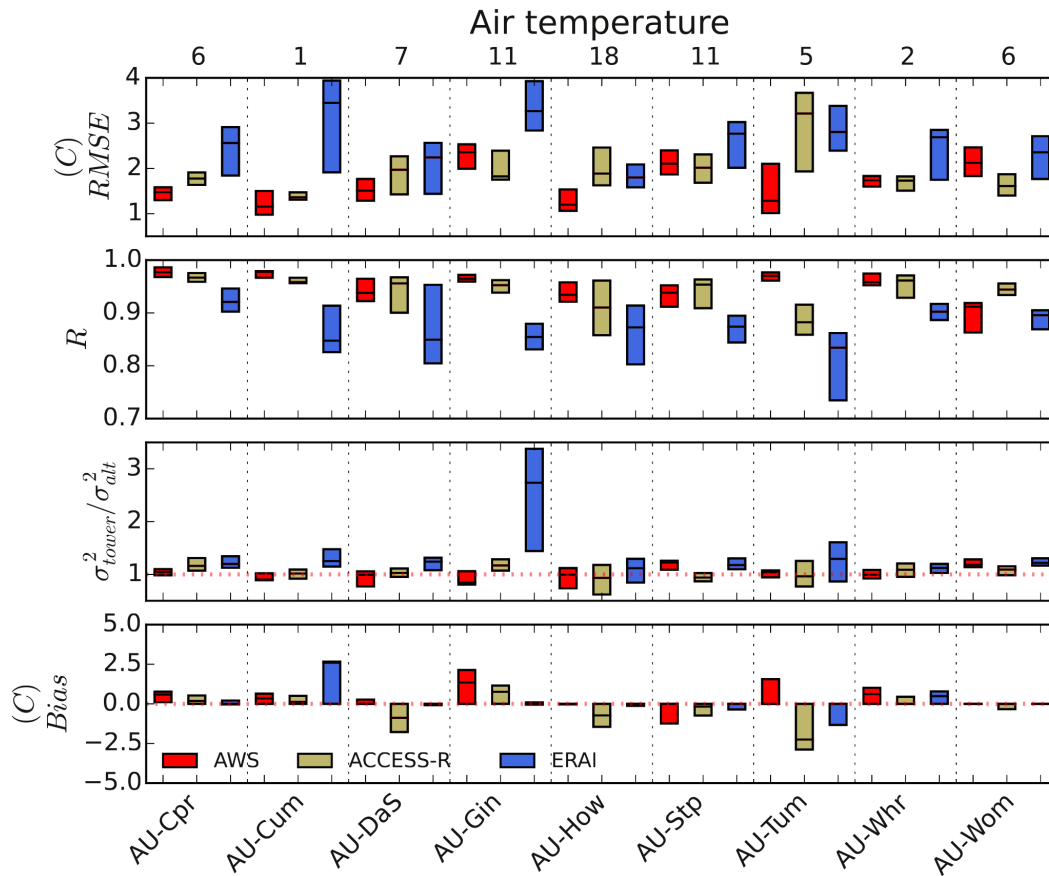 Air temperature
6 1 7 11 18 11 5 2 6
(C)
RMSE
4
3
2
1
R
1.0
0.9
0.8
0.7
σ²tower/σ²alt
3
2
1
(C)
Bias
5.0
2.5
0.0
−2.5
−5.0
AWS ACCESS-R ERAI
AU-Cpr AU-Cum AU-DaS AU-Gin AU-How AU-Stp AU-Tum AU-Whr AU-Wom